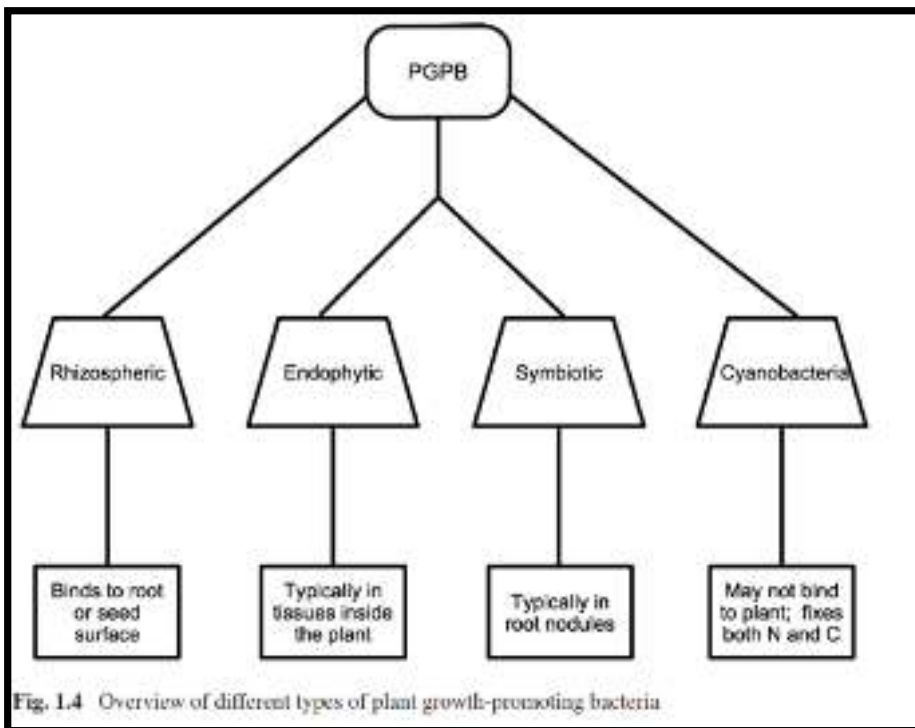 PGPB
Rhizospheric
Endophytic
Symbiotic
Cyanobacteria
Binds to root
or seed
surface
Typically in
tissues inside
the plant
Typically in
root nodules
May not bind
to plant; fixes
both N and C
Fig. 1.4 Overview of different types of plant growth-promoting bacteria